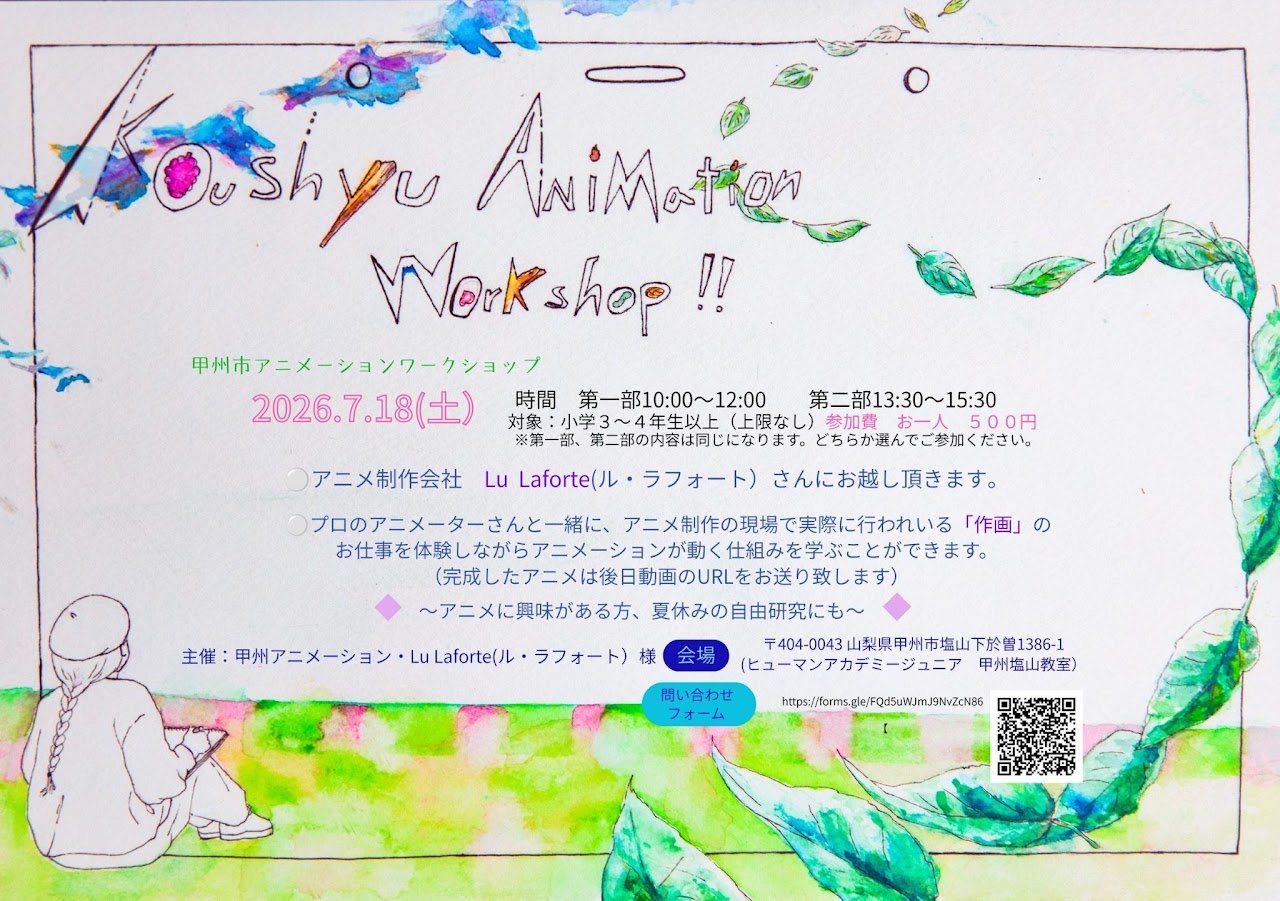 Koushyu Animation
Workshop !!
甲州市アニメーションワークショップ
2026.7.18(土)
時間　第一部10:00～12:00　　第二部13:30～15:30
対象：小学３～４年生以上（上限なし）参加費　お一人　５００円
※第一部、第二部の内容は同じになります。どちらか選んでご参加ください。
アニメ制作会社　Lu Laforte(ル・ラフォート）さんにお越し頂きます。
プロのアニメーターさんと一緒に、アニメ制作の現場で実際に行われいる「作画」の
お仕事を体験しながらアニメーションが動く仕組みを学ぶことができます。
（完成したアニメは後日動画のURLをお送り致します）
～アニメに興味がある方、夏休みの自由研究にも～
主催：甲州アニメーション・Lu Laforte(ル・ラフォート）様
会場
〒404-0043 山梨県甲州市塩山下於曽1386-1
(ヒューマンアカデミージュニア　甲州塩山教室）
問い合わせ
フォーム
https://forms.gle/FQd5uWJmJ9NvZcN86